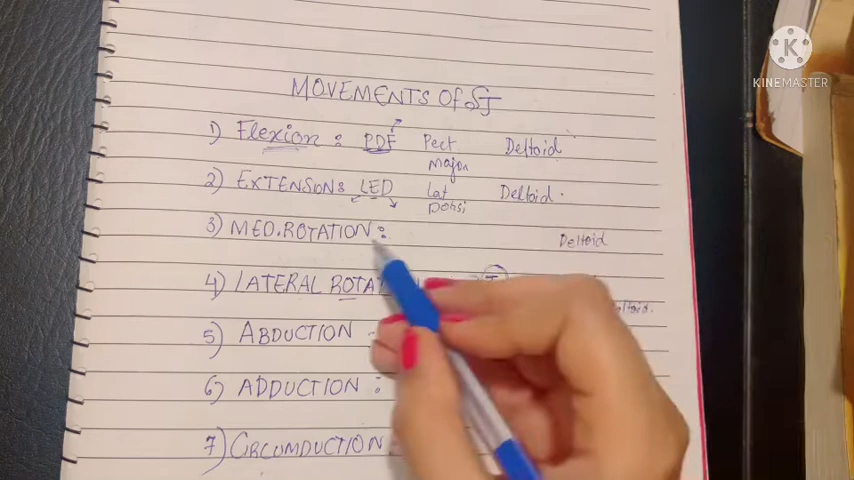 K
KINEMASTER
MOVEMENTS Of SJ
1) Flexion : PDF Pect Major Deltoid
2) EXTENSION: LED Lat Dorsi Deltoid.
3) MED.ROTATION: Deltoid
4) LATERAL ROTA T
5) ABDUCTION
6) ADDUCTION :
7) CIRCUMDUCTION